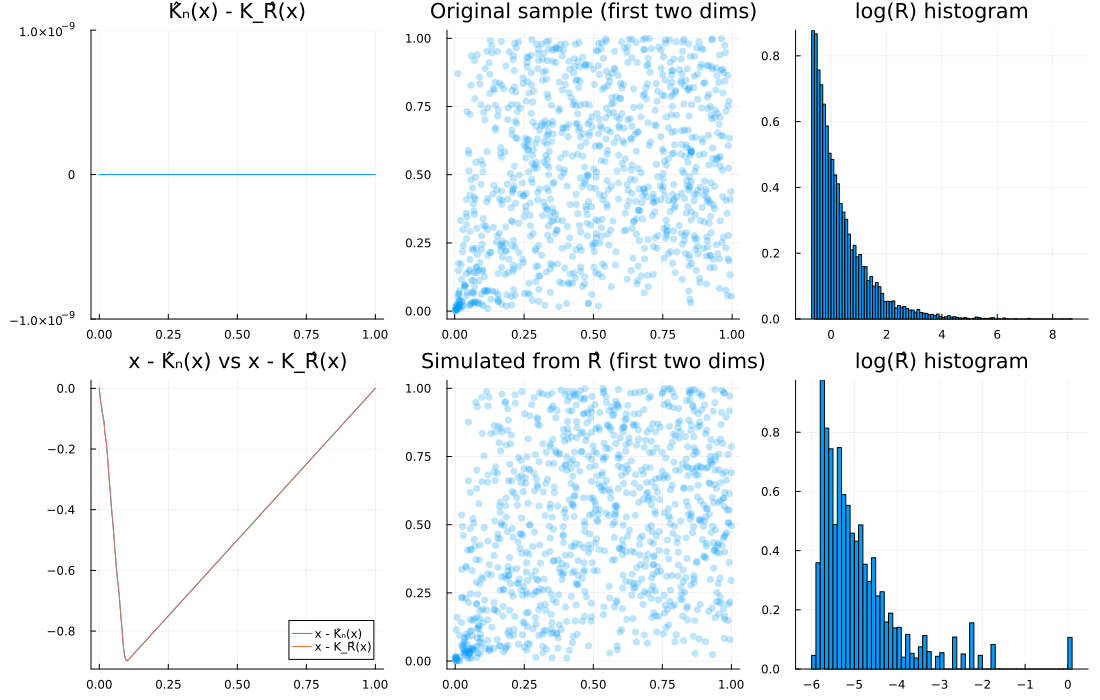 K̂ₙ(x) - K_R̂(x)
1.0×10⁻⁹
0
−1.0×10⁻⁹
0.00 0.25 0.50 0.75 1.00
Original sample (first two dims)
1.00
0.75
0.50
0.25
0.00
0.00 0.25 0.50 0.75 1.00
log(R) histogram
0.8
0.6
0.4
0.2
0.0
0 2 4 6 8
x - K̂ₙ(x) vs x - K_R̂(x)
0.0
−0.2
−0.4
−0.6
−0.8
x - K̂ₙ(x)
x - K_R̂(x)
0.00 0.25 0.50 0.75 1.00
Simulated from R̂ (first two dims)
1.00
0.75
0.50
0.25
0.00
0.00 0.25 0.50 0.75 1.00
log(R̂) histogram
0.8
0.6
0.4
0.2
0.0
−6 −5 −4 −3 −2 −1 0